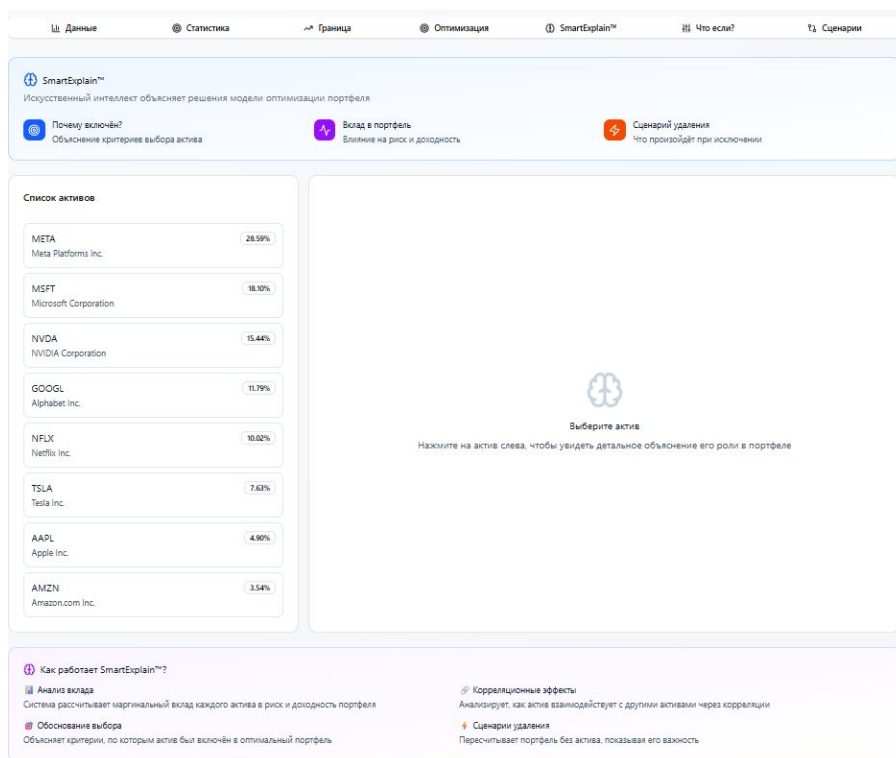 Данные
Статистика
Граница
Оптимизация
SmartExplain™
Что если?
Сценарии
SmartExplain™
Искусственный интеллект объясняет решения модели оптимизации портфеля
Почему включён?
Объяснение критериев выбора актива
Вклад в портфель
Влияние на риск и доходность
Сценарий удаления
Что произойдёт при исключении
Список активов
META 28.59%
Meta Platforms Inc.
MSFT 18.10%
Microsoft Corporation
NVDA 15.44%
NVIDIA Corporation
GOOGL 11.79%
Alphabet Inc.
NFLX 10.02%
Netflix Inc.
TSLA 7.63%
Tesla Inc.
AAPL 4.90%
Apple Inc.
AMZN 3.54%
Amazon.com Inc.
Выберите актив
Нажмите на актив слева, чтобы увидеть детальное объяснение его роли в портфеле
Как работает SmartExplain™?
Анализ вклада
Система рассчитывает маргинальный вклад каждого актива в риск и доходность портфеля
Корреляционные эффекты
Анализирует, как актив взаимодействует с другими активами через корреляции
Обоснование выбора
Объясняет критерии, по которым актив был включён в оптимальный портфель
Сценарии удаления
Пересчитывает портфель без актива, показывая его важность